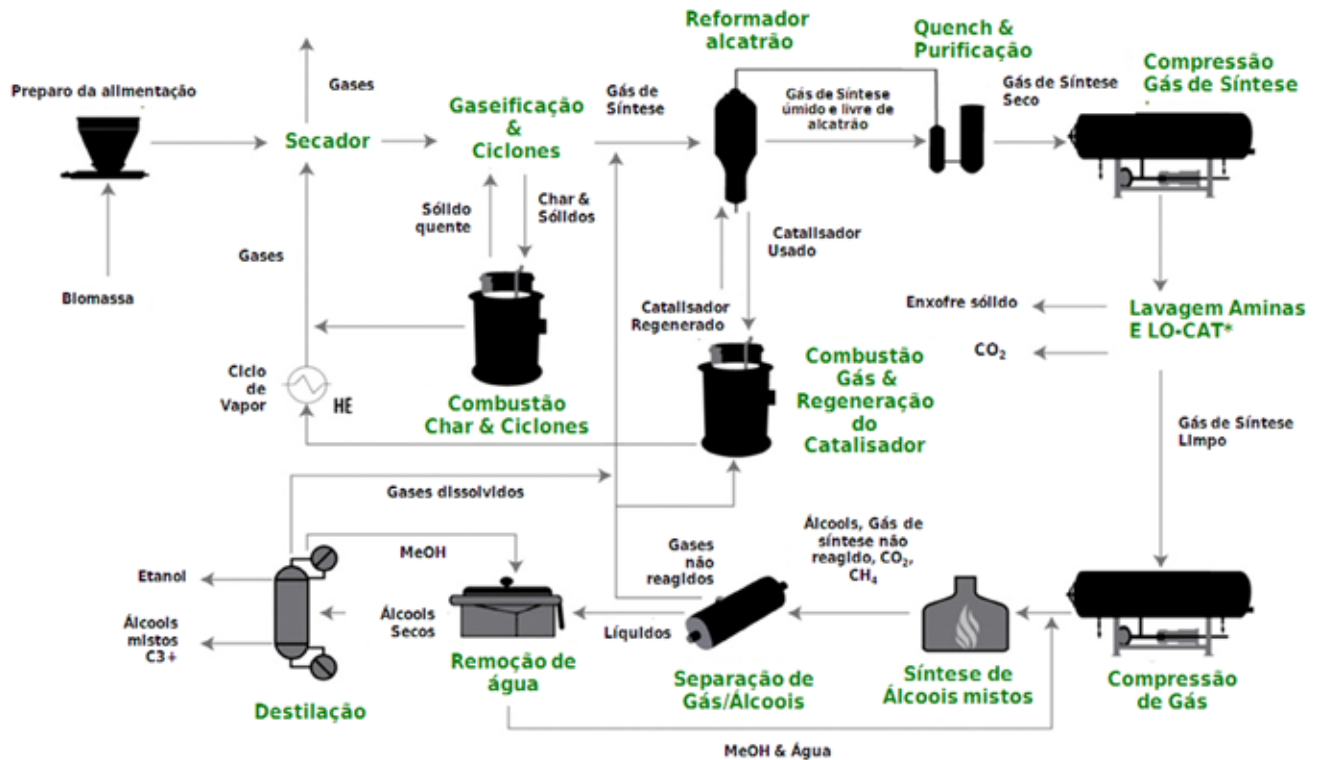 Preparo da alimentação
Biomassa
Gases
Secador
Gases
Ciclo
de
Vapor
HE
Gaseificação
&
Ciclones
Sólido
quente
Char &
Sólidos
Combustão
Char & Ciclones
Gás de
Síntese
Reformador
alcatrão
Gás de Síntese
úmido e livre de
alcatrão
Catalisador
Usado
Catalisador
Regenerado
Combustão
Gás &
Regeneração
do
Catalisador
Quench &
Purificação
Gás de Síntese
Seco
Compressão
Gás de Síntese
Enxofre sólido
CO₂
Lavagem Aminas
E LO-CAT*
Gás de Síntese
Limpo
Compressão
de Gás
Síntese de
Álcoois mistos
Álcools, Gás de
síntese não
reagido, CO₂,
CH₄
Separação de
Gás/Álcoois
Gases
não
reagidos
Líquidos
Remoção de
água
MeOH & Água
Álcools
Secos
MeOH
Gases dissolvidos
Destilação
Etanol
Álcools
mistos
C3+